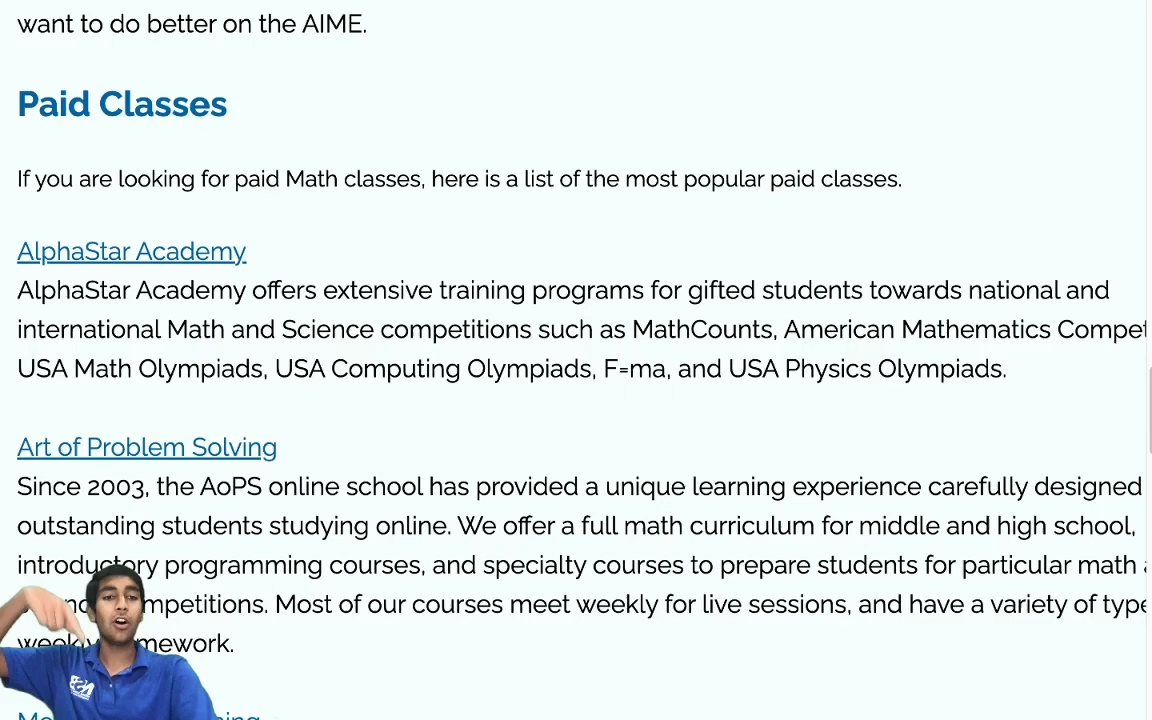 want to do better on the AIME.
Paid Classes
If you are looking for paid Math classes, here is a list of the most popular paid classes.
AlphaStar Academy
AlphaStar Academy offers extensive training programs for gifted students towards national and
international Math and Science competitions such as MathCounts, American Mathematics Compet
USA Math Olympiads, USA Computing Olympiads, F=ma, and USA Physics Olympiads.
Art of Problem Solving
Since 2003, the AoPS online school has provided a unique learning experience carefully designed
outstanding students studying online. We offer a full math curriculum for middle and high school,
introductory programming courses, and specialty courses to prepare students for particular math
mpetitions. Most of our courses meet weekly for live sessions, and have a variety of type
weekly mework.